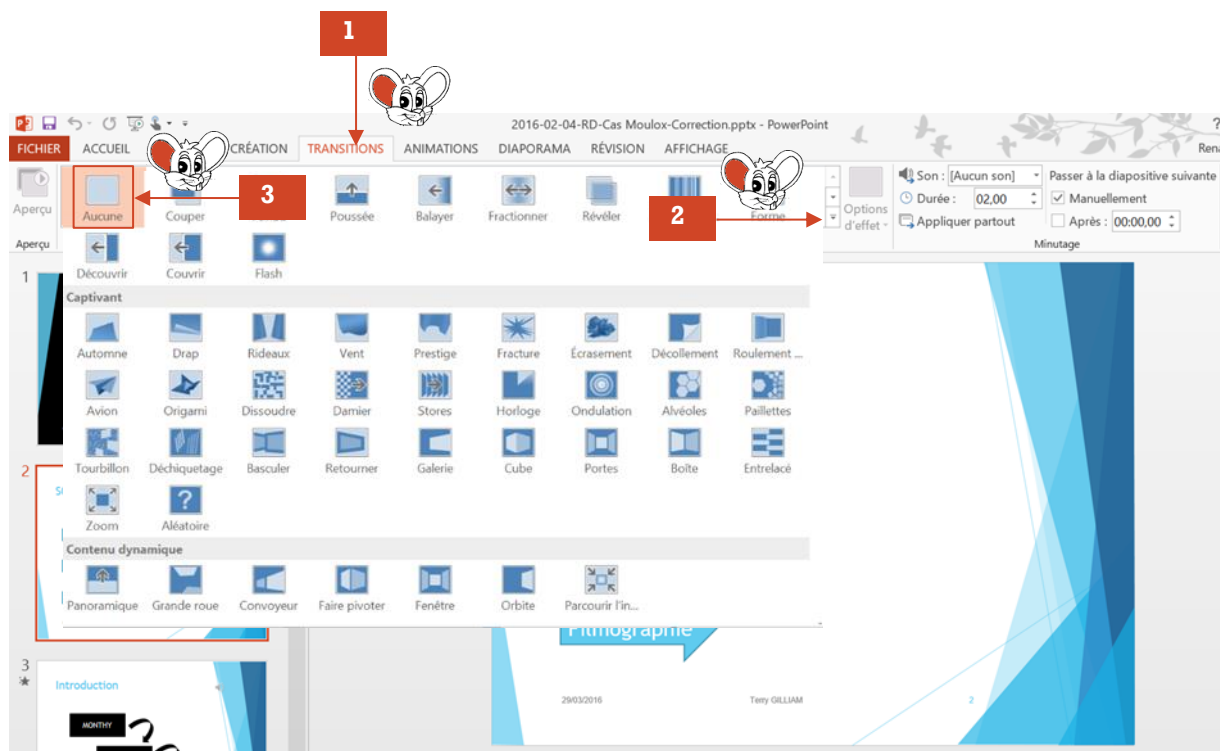 1
2016-02-04-RD-Cas Moulox-Correction.pptx - PowerPoint
?
FICHIER ACCUEIL CRÉATION TRANSITIONS ANIMATIONS DIAPORAMA RÉVISION AFFICHAGE
Rena
3
2
Aperçu
Aucune Couper Poussée Balayer Fractionner Révéler Forme
Options
d'effet
Son : [Aucun son] Passer à la diapositive suivante
Durée : 02,00 Manuellement
Appliquer partout Après : 00:00,00
Aperçu
Minutage
Découvrir Couvrir Flash
1
Captivant
Automne Drap Rideaux Vent Prestige Fracture Écrasement Décollement Roulement ...
Avion Origami Dissoudre Damier Stores Horloge Ondulation Alvéoles Paillettes
2
Tourbillon Déchiquetage Basculer Retourner Galerie Cube Portes Boîte Entrelacé
Zoom Aléatoire
Contenu dynamique
Panoramique Grande roue Convoyeur Faire pivoter Fenêtre Orbite Parcourir l'in...
Filmographie
3
Introduction
MONTHY
29/03/2016 Terry GILLIAM 2